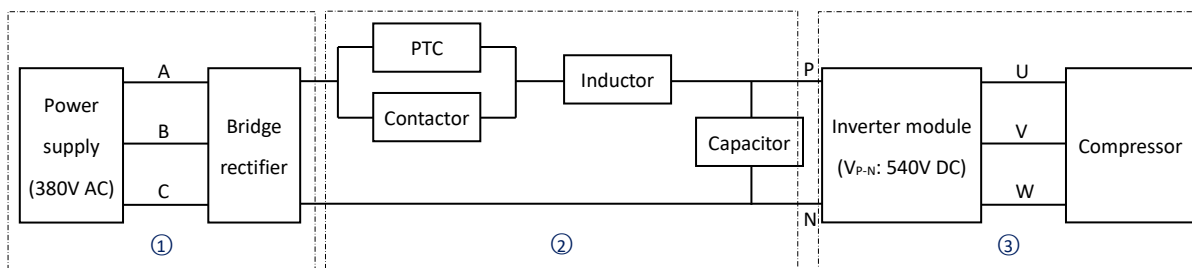 PTC
A
P
U
Inductor
Power
supply
(380V AC)
Bridge
rectifier
B
Contactor
Capacitor
Inverter module
(VP-N: 540V DC)
V
Compressor
C
W
N
①
②
③